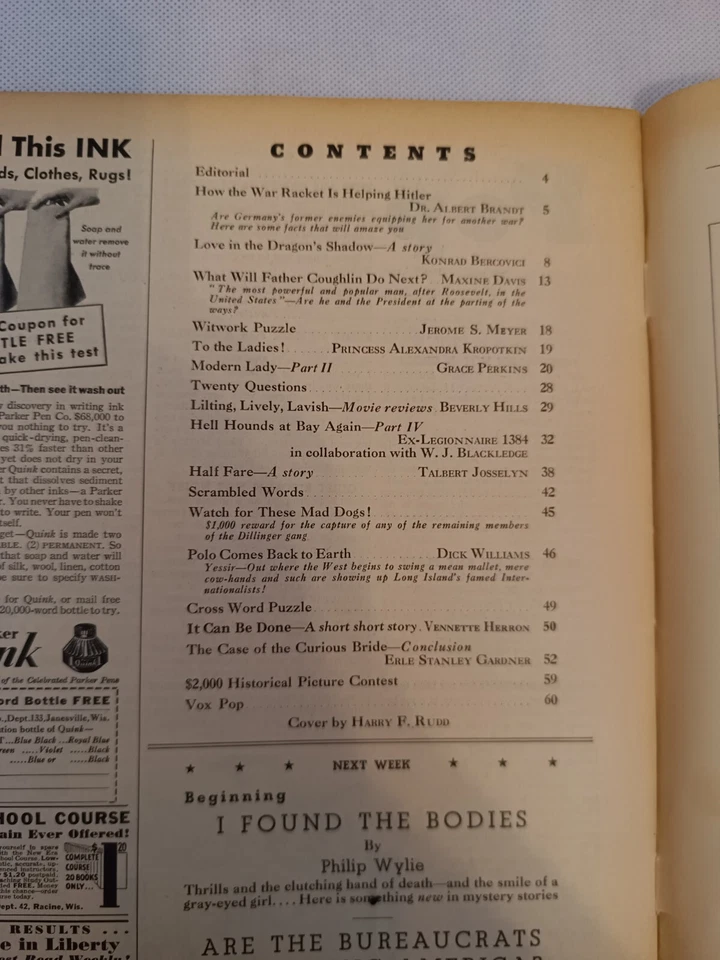 This INK
ds, Clothes, Rugs!
Soap and
water remove
it without
trace
Coupon for
TLE FREE
ake this test
th—Then see it wash out
discovery in writing ink
Parker Pen Co. $68,000 to
you nothing to try. It's a
quick-drying, pen-clean-
es 31% faster than other
yet does not dry in your
er Quink contains a secret,
t that dissolves sediment
by other inks—a Parker
r. You never have to shake
to write. Your pen won't
tself.
get—Quink is made two
BLE. (2) PERMANENT. So
that soap and water will
of silk, wool, linen, cotton
e sure to specify WASH-
for Quink, or mail free
20,000-word bottle to try.
ker
nk
of the Celebrated Parker Pens
ord Bottle FREE
., Dept. 133, Janesville, Wis.
ion bottle of Quink—
Blue Black ...Royal Blue
reen .....Violet .....Black
.....Blue or .....Black
HOOL COURSE
ain Ever Offered!
COMPLETE
COURSE
20 BOOKS
ONLY...
$1 20
ept. 42, Racine, Wis.
RESULTS ...
e in Liberty
st Read Weekly!
CONTENTS
Editorial 4
How the War Racket Is Helping Hitler
Dr. Albert Brandt 5
Are Germany's former enemies equipping her for another war?
Here are some facts that will amaze you
Love in the Dragon's Shadow—A story
Konrad Bercovici 8
What Will Father Coughlin Do Next? Maxine Davis 13
"The most powerful and popular man, after Roosevelt, in the
United States"—Are he and the President at the parting of the
ways?
Witwork Puzzle Jerome S. Meyer 18
To the Ladies! Princess Alexandra Kropotkin 19
Modern Lady—Part II Grace Perkins 20
Twenty Questions 28
Lilting, Lively, Lavish—Movie reviews Beverly Hills 29
Hell Hounds at Bay Again—Part IV
Ex-Legionnaire 1384 32
in collaboration with W. J. Blackledge
Half Fare—A story Talbert Josselyn 38
Scrambled Words 42
Watch for These Mad Dogs! 45
$1,000 reward for the capture of any of the remaining members
of the Dillinger gang
Polo Comes Back to Earth Dick Williams 46
Yessir—Out where the West begins to swing a mean mallet, mere
cow-hands and such are showing up Long Island's famed Inter-
nationalists!
Cross Word Puzzle 49
It Can Be Done—A short short story Vennette Herron 50
The Case of the Curious Bride—Conclusion
Erle Stanley Gardner 52
$2,000 Historical Picture Contest 59
Vox Pop 60
Cover by Harry F. Rudd
★ ★ ★ NEXT WEEK ★ ★ ★
Beginning
I FOUND THE BODIES
By
Philip Wylie
Thrills and the clutching hand of death—and the smile of a
gray-eyed girl.... Here is something new in mystery stories
ARE THE BUREAUCRATS